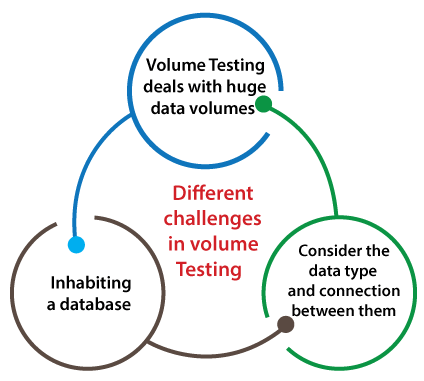 Volume Testing
deals with huge
data volumes
Different
challenges
in volume
Testing
Inhabiting
a database
Consider the
data type
and connection
between them